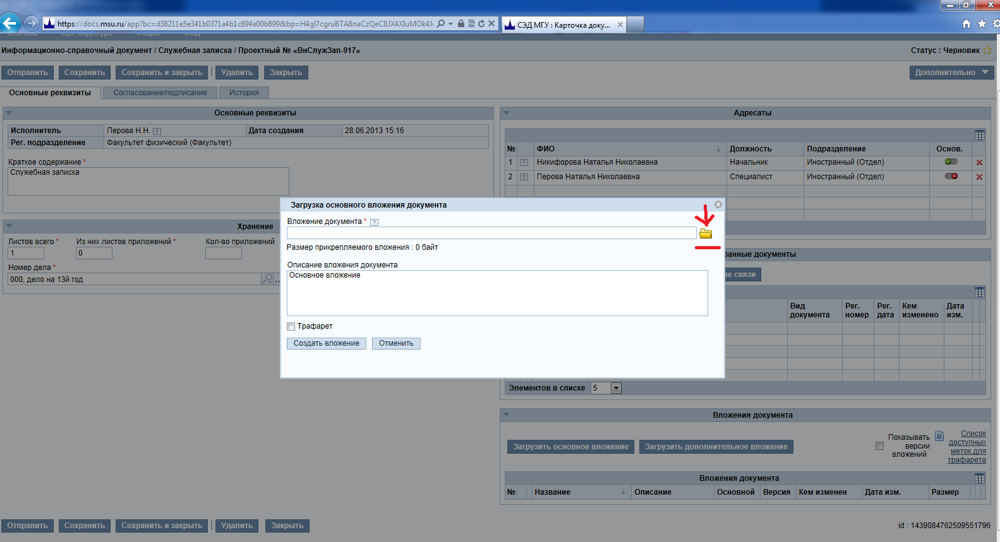 https://docs.msu.ru/app?bc=d38211e5e341b0371a4b1c894e00b899&bp=H4gI7cgruBTA8naCzQeCIUX4XIuMOk4J
СЭД МГУ : Карточка доку...
Информационно-справочный документ / Служебная записка / Проектный № «ВнСлужЗап-917»
Статус : Черновик
Отправить Сохранить Сохранить и закрыть Удалить Закрыть
Дополнительно
Основные реквизиты Согласование/подписание История
Основные реквизиты
Исполнитель Перова Н.Н. ? Дата создания 28.06.2013 15:16
Рег. подразделение Факультет физический (Факультет)
Краткое содержание *
Служебная записка
Хранение
Листов всего * Из них листов приложений * Кол-во приложений
1 0
Номер дела *
000, дело на 13й год
Адресаты
№ ФИО Должность Подразделение Основ.
1 ? Никифорова Наталья Николаевна Начальник Иностранный (Отдел)
2 ? Перова Наталья Николаевна Специалист Иностранный (Отдел)
Загрузка основного вложения документа
Вложение документа * ?
Размер прикрепляемого вложения : 0 байт
Описание вложения документа
Основное вложение
Трафарет
Создать вложение Отменить
занные документы
ые связи
Вид документа Рег. номер Рег. дата Кем изменено Дата изм.
Элементов в списке 5
Вложения документа
Загрузить основное вложение Загрузить дополнительное вложение
Показывать версии вложений
Список доступных меток для трафарета
Вложения документа
№ Название Описание Основной Версия Кем изменен Дата изм. Размер
Отправить Сохранить Сохранить и закрыть Удалить Закрыть
id : 1439084762509551796